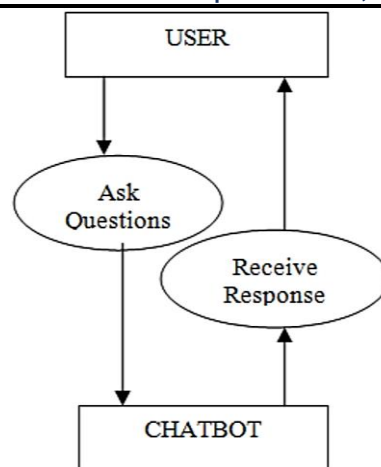 USER
Ask
Questions
Receive
Response
CHATBOT